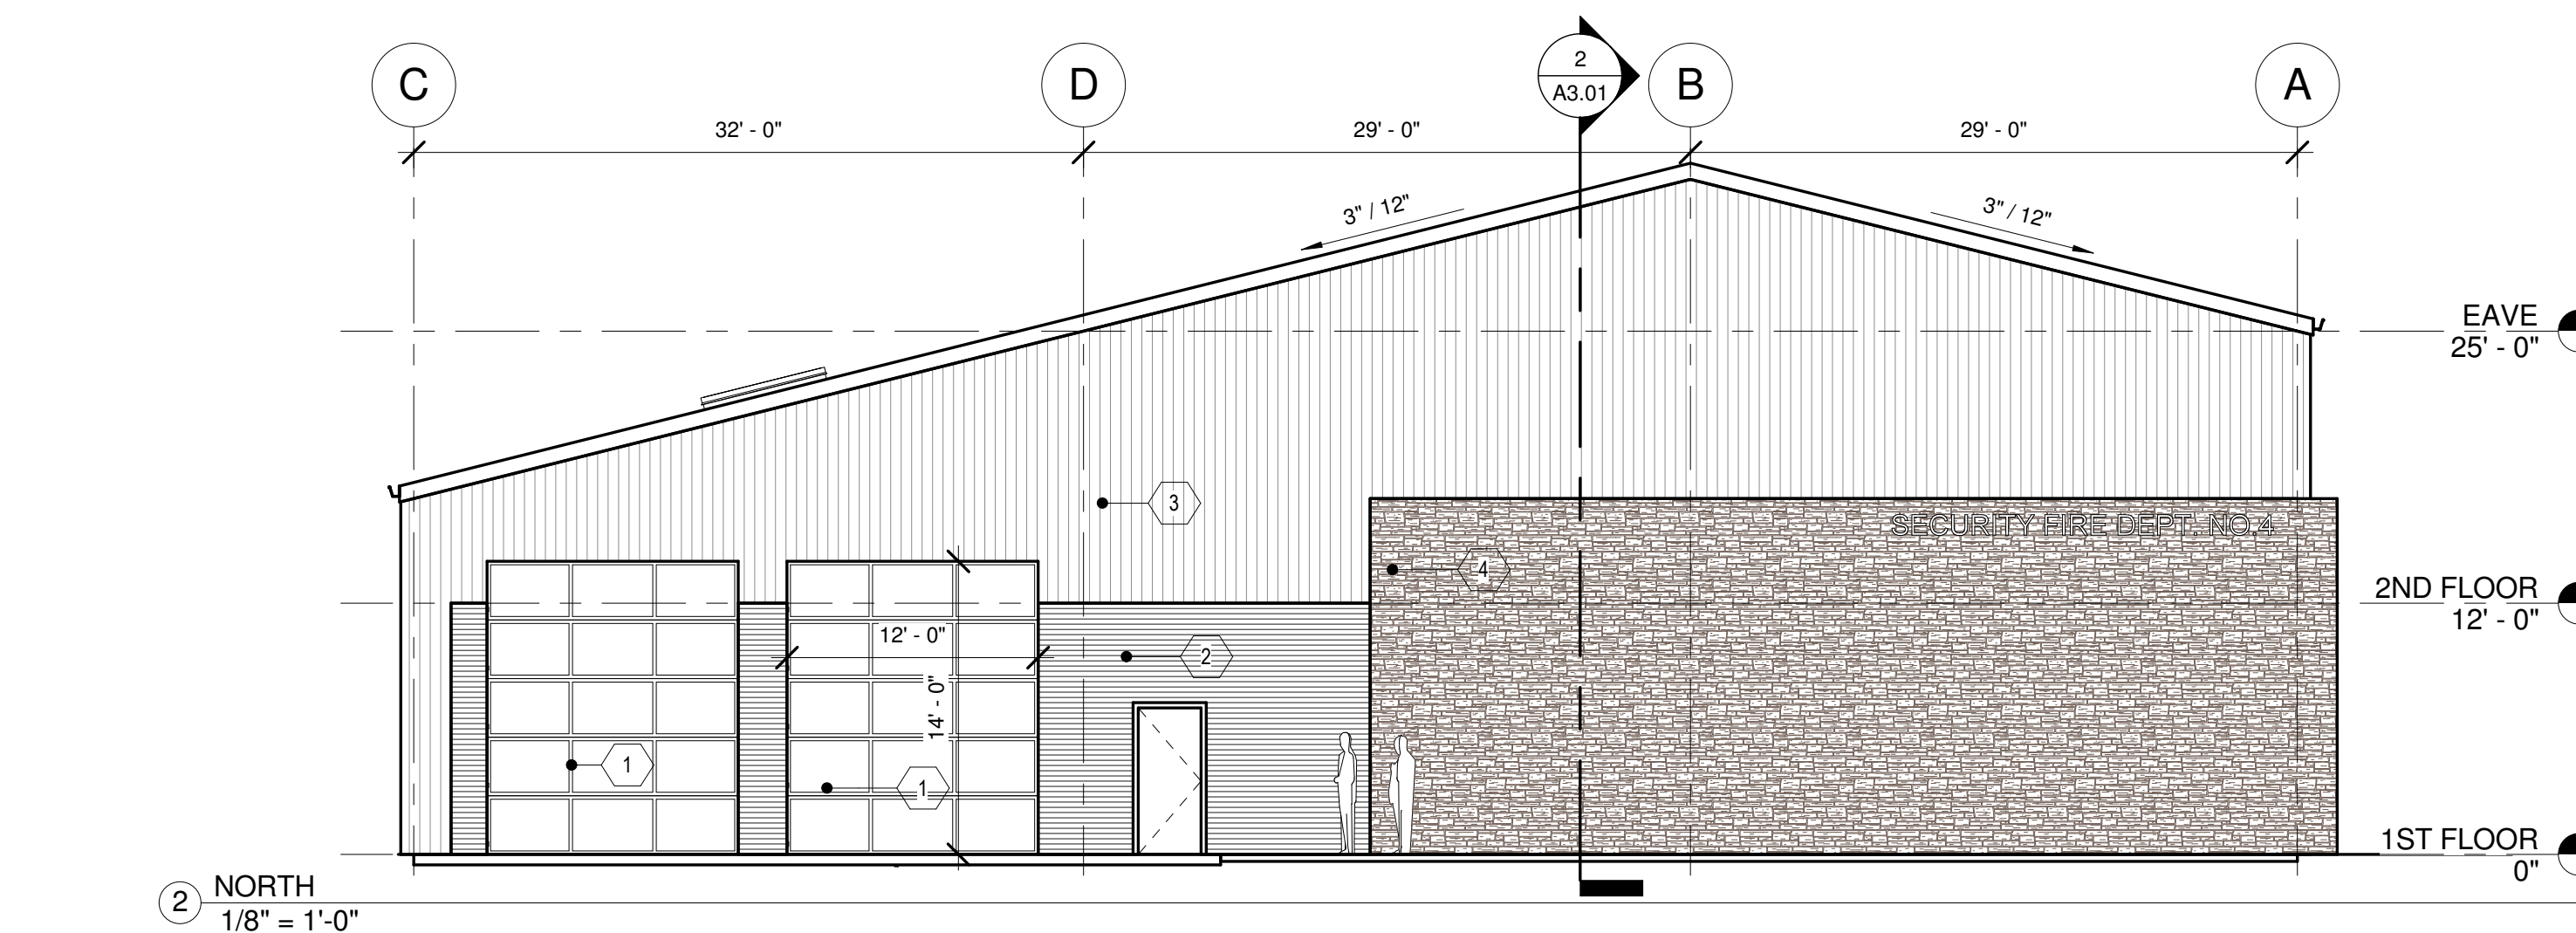 C
D
2
A3.01
B
A
32' - 0"
29' - 0"
29' - 0"
3" / 12"
3" / 12"
EAVE
25' - 0"
3
SECURITY FIRE DEPT. NO.4
4
2ND FLOOR
12' - 0"
12' - 0"
2
14' - 0"
1
1
1ST FLOOR
0"
2
NORTH
1/8" = 1'-0"